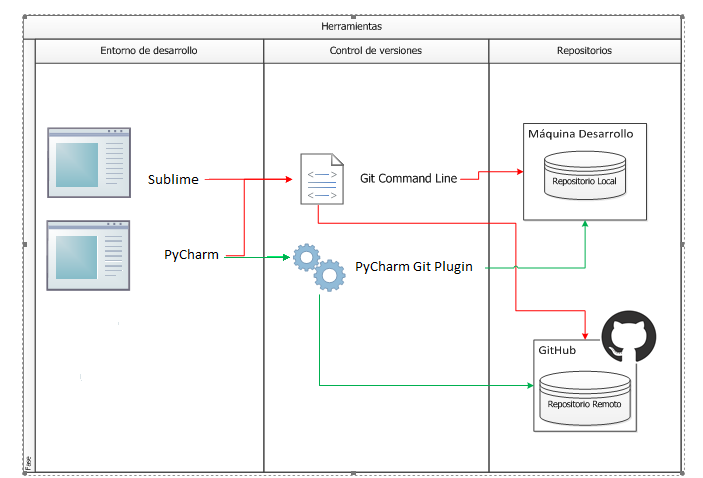 Herramientas
Entorno de desarrollo
Control de versiones
Repositorios
Máquina Desarrollo
Repositorio Local
Sublime
Git Command Line
PyCharm
PyCharm Git Plugin
GitHub
Repositorio Remoto
Fase